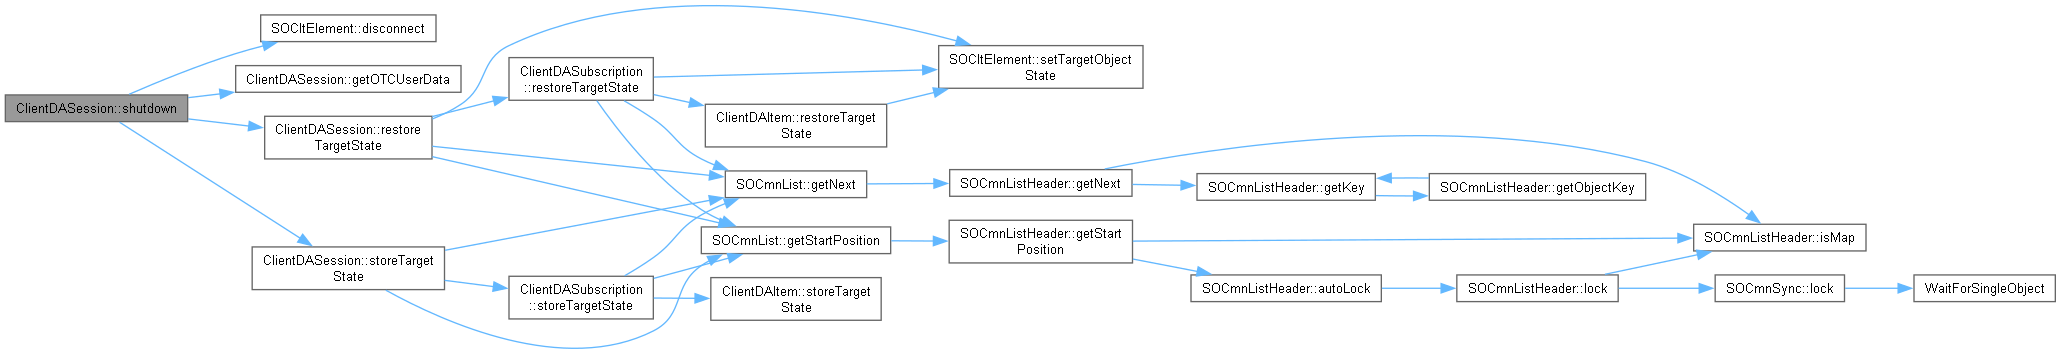 ClientDASession::shutdown
SOCltElement::disconnect
ClientDASession::getOTCUserData
ClientDASession::restore
TargetState
ClientDASession::storeTarget
State
ClientDASubscription
::restoreTargetState
ClientDASubscription
::storeTargetState
SOCltElement::setTargetObject
State
ClientDAItem::restoreTarget
State
SOCmnList::getNext
SOCmnList::getStartPosition
ClientDAItem::storeTarget
State
SOCmnListHeader::getNext
SOCmnListHeader::getStart
Position
SOCmnListHeader::getKey
SOCmnListHeader::getObjectKey
SOCmnListHeader::isMap
SOCmnListHeader::autoLock
SOCmnListHeader::lock
SOCmnSync::lock
WaitForSingleObject